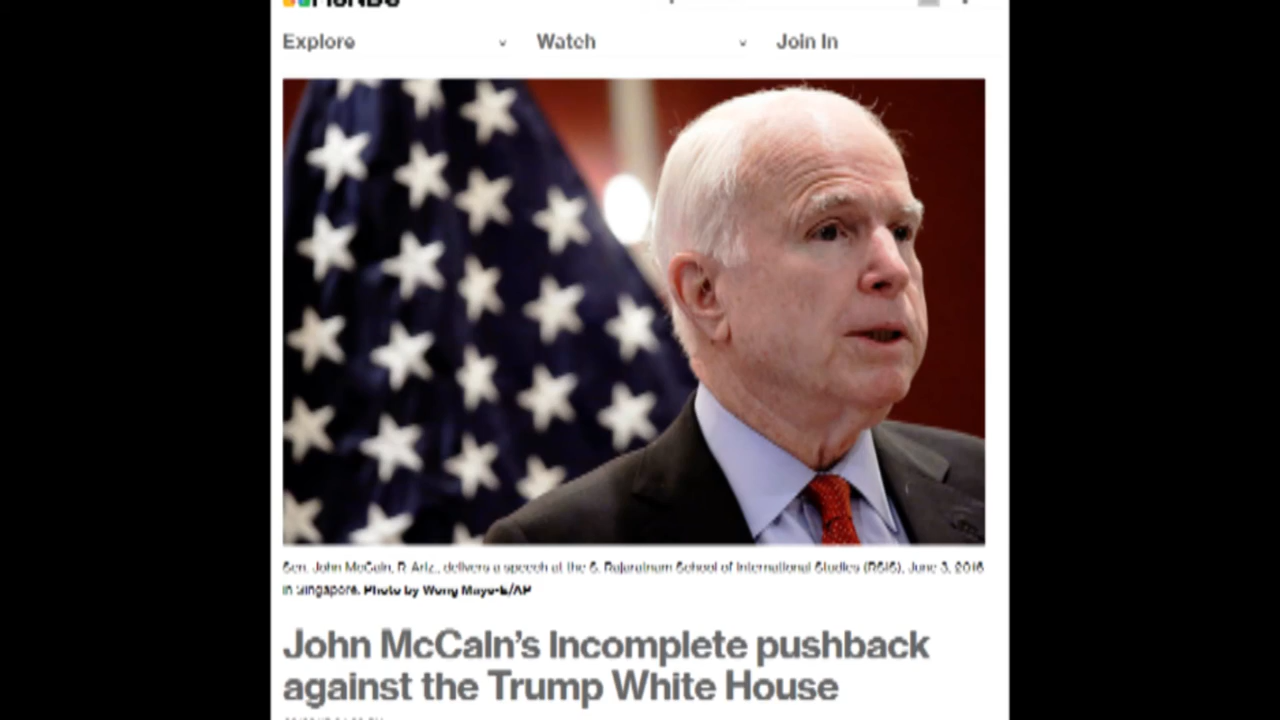 Explore Watch Join In
Sen. John McCain, R-Ariz., delivers a speech at the S. Rajaratnam School of International Studies (RSIS), June 3, 2016
in Singapore. Photo by Wong Maye-E/AP
John McCain's Incomplete pushback
against the Trump White House